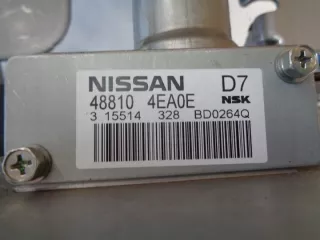 NISSAN D7
48810 4EA0E NSK
3 15514 328 BD0264Q